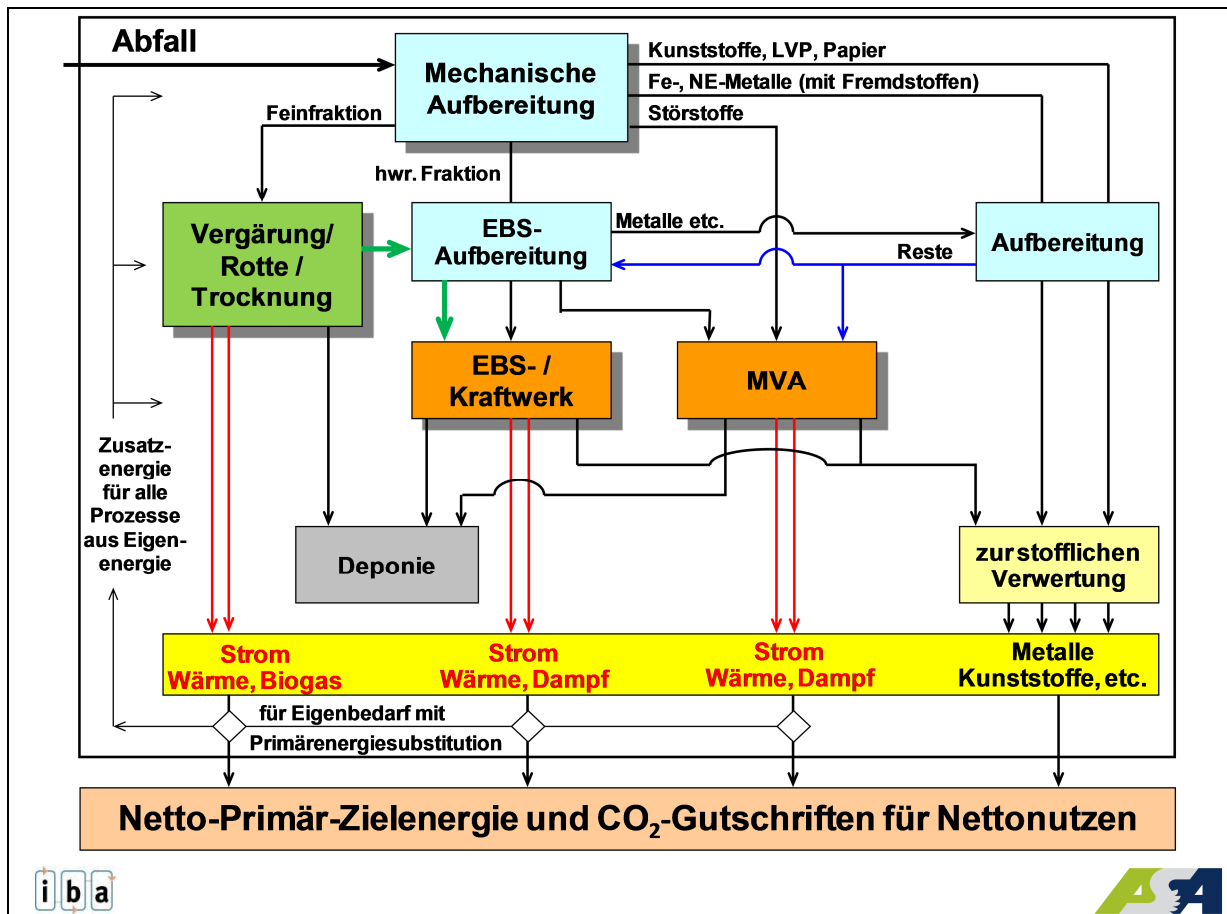 Abfall
Mechanische
Aufbereitung
Kunststoffe, LVP, Papier
Fe-, NE-Metalle (mit Fremdstoffen)
Störstoffe
Feinfraktion
hwr. Fraktion
Vergärung/
Rotte /
Trocknung
EBS-
Aufbereitung
Metalle etc.
Reste
Aufbereitung
EBS- /
Kraftwerk
MVA
Zusatz-
energie
für alle
Prozesse
aus Eigen-
energie
Deponie
zur stofflichen
Verwertung
Strom
Wärme, Biogas
Strom
Wärme, Dampf
Strom
Wärme, Dampf
Metalle
Kunststoffe, etc.
für Eigenbedarf mit
Primärenergiesubstitution
Netto-Primär-Zielenergie und CO₂-Gutschriften für Nettonutzen
iba
ASA